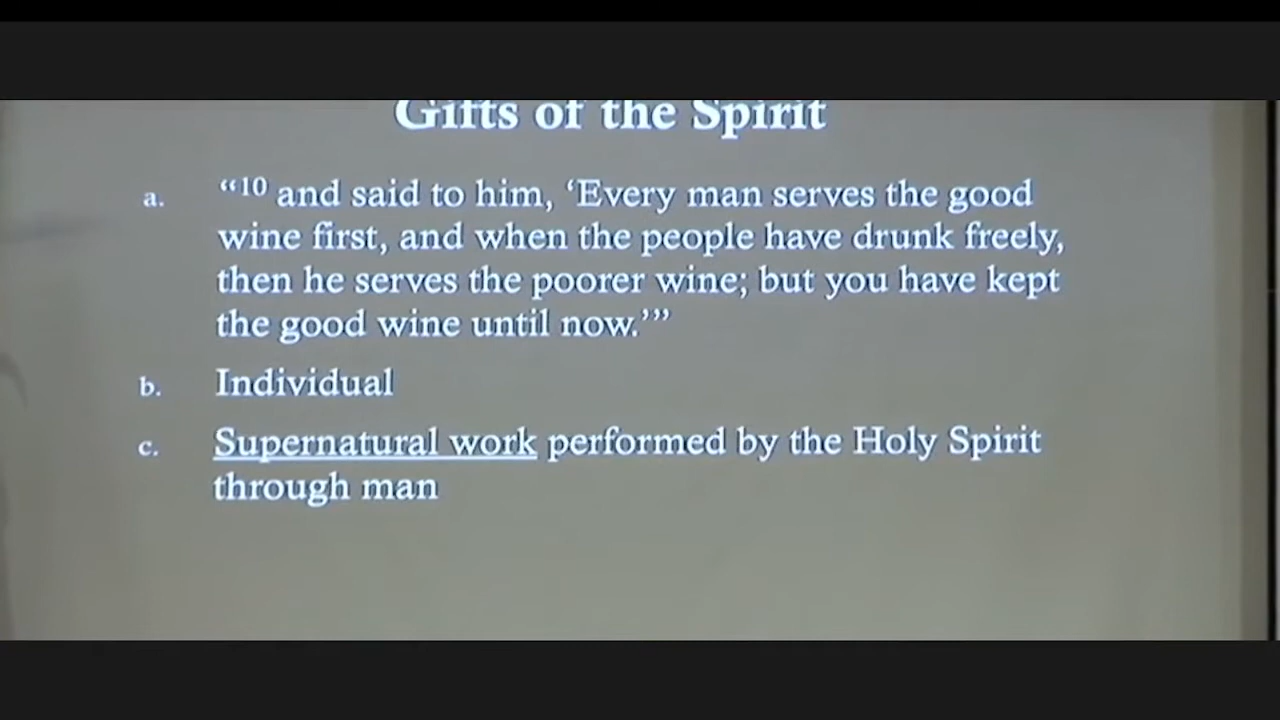 Gifts of the Spirit
a. “10 and said to him, ‘Every man serves the good
wine first, and when the people have drunk freely,
then he serves the poorer wine; but you have kept
the good wine until now.’”
b. Individual
c. Supernatural work performed by the Holy Spirit
through man